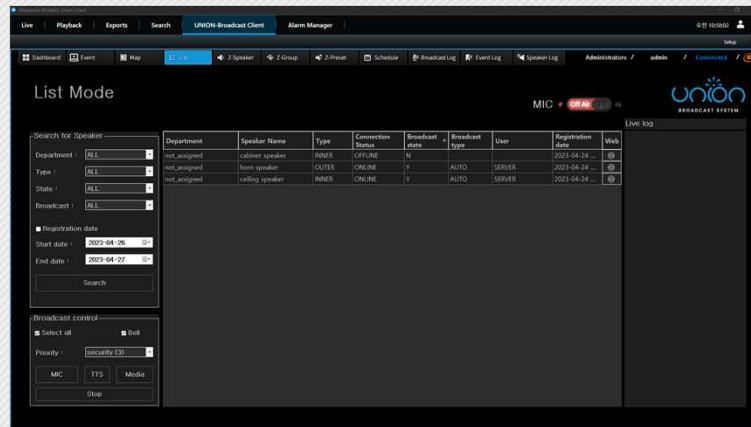 Live Playback Exports Search UNION-Broadcast Client Alarm Manager 오전 10:58:02
Setup
Dashboard Event Map List Z-Speaker Z-Group Z-Preset Schedule Broadcast Log Event Log Speaker Log Administrators / admin / Connected /
List Mode
MIC Off Air
union
BROADCAST SYSTEM
Live log
Search for Speaker
Department : ALL
Type : ALL
State : ALL
Broadcast : ALL
Registration date
Start date : 2023-04-26
End date : 2023-04-27
Search
Department Speaker Name Type Connection Status Broadcast state Broadcast type User Registration date Web
not_assigned cabinet speaker INNER OFFLINE N 2023-04-24 ...
not_assigned horn speaker OUTER ONLINE Y AUTO SERVER 2023-04-24 ...
not_assigned ceiling speaker INNER ONLINE Y AUTO SERVER 2023-04-24 ...
Broadcast control
Select all Bell
Priority : security (3)
MIC TTS Media
Stop